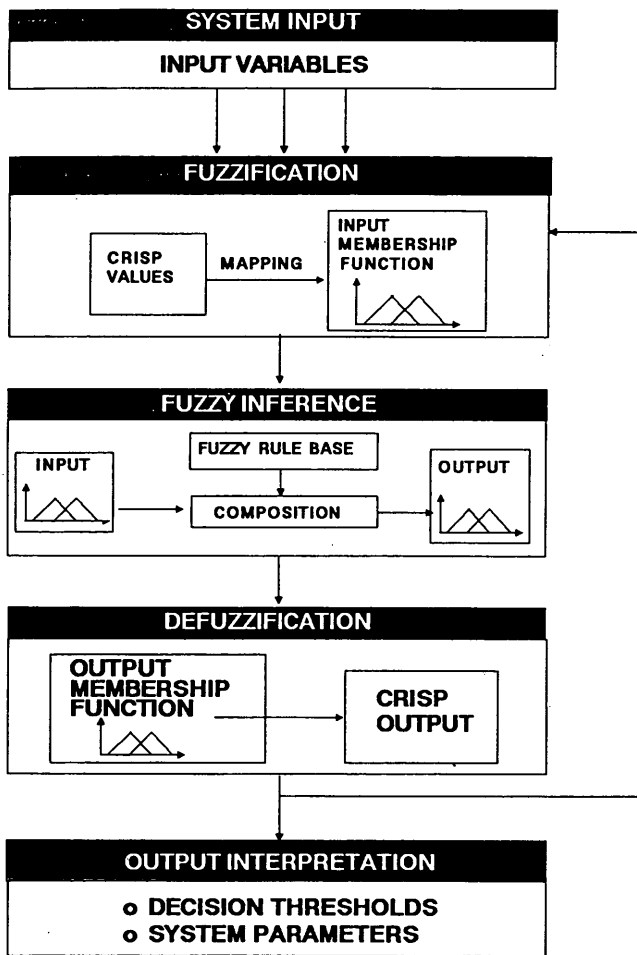 SYSTEM INPUT
INPUT VARIABLES
FUZZIFICATION
CRISP
VALUES
MAPPING
INPUT
MEMBERSHIP
FUNCTION
FUZZY INFERENCE
INPUT
FUZZY RULE BASE
COMPOSITION
OUTPUT
DEFUZZIFICATION
OUTPUT
MEMBERSHIP
FUNCTION
CRISP
OUTPUT
OUTPUT INTERPRETATION
o DECISION THRESHOLDS
o SYSTEM PARAMETERS